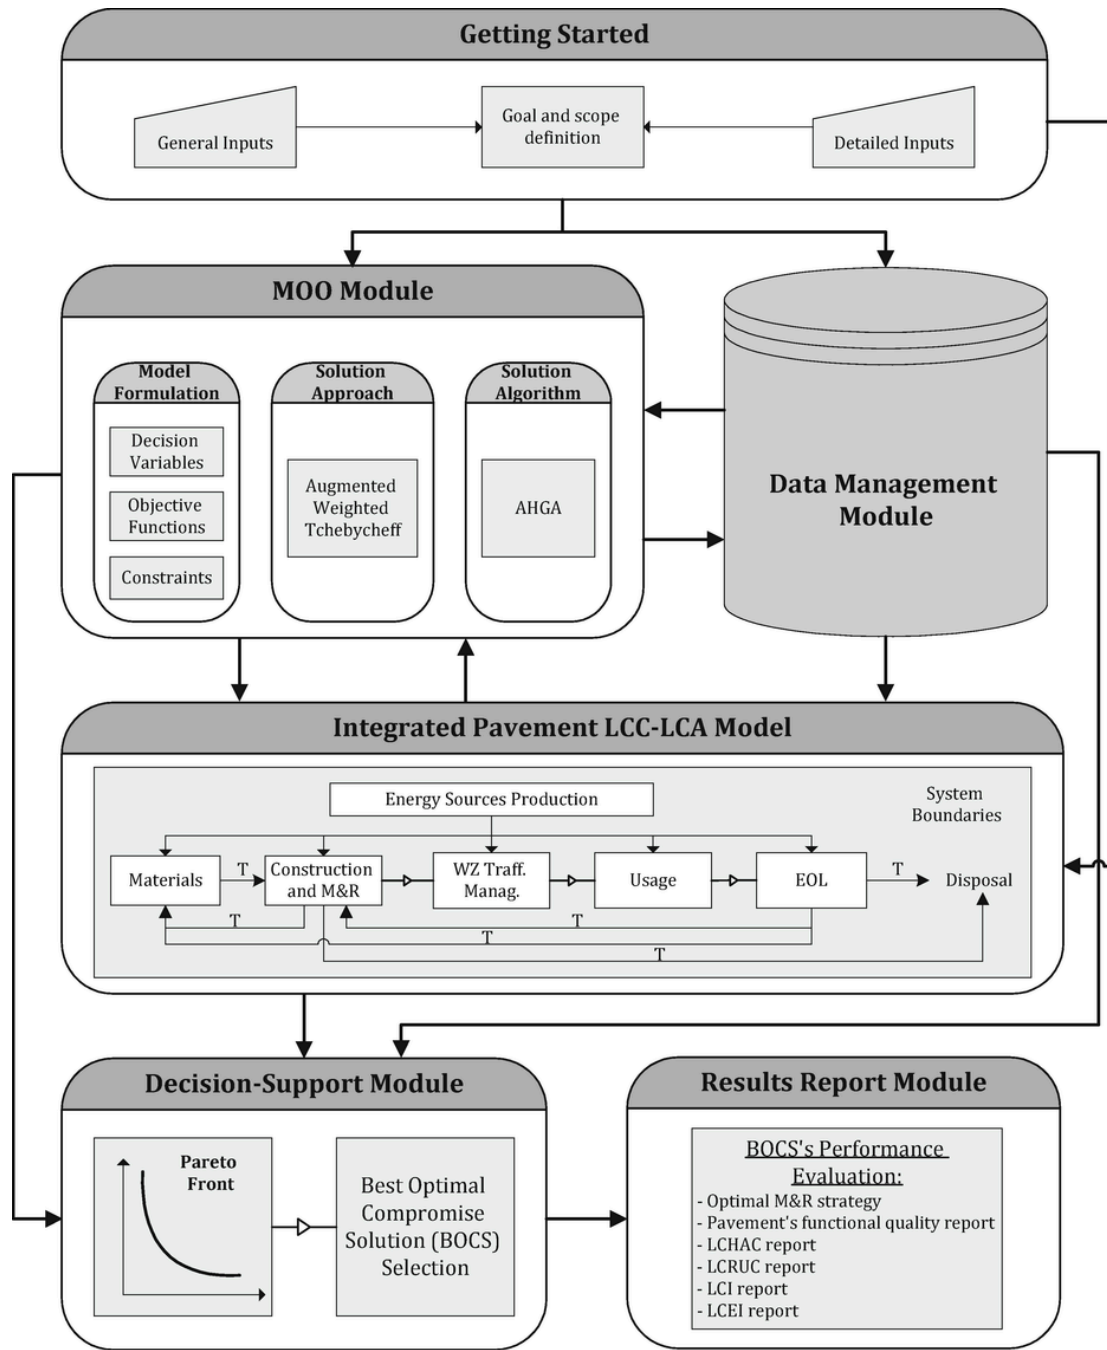 Getting Started
General Inputs
Goal and scope
definition
Detailed Inputs
MOO Module
Model
Formulation
Decision
Variables
Objective
Functions
Constraints
Solution
Approach
Augmented
Weighted
Tchebycheff
Solution
Algorithm
AHGA
Data Management
Module
Integrated Pavement LCC-LCA Model
Energy Sources Production
System
Boundaries
Materials
T
Construction
and M&R
WZ Traff.
Manag.
Usage
EOL
T
Disposal
T
T
T
T
Decision-Support Module
Pareto
Front
Best Optimal
Compromise
Solution (BOCS)
Selection
Results Report Module
BOCS's Performance
Evaluation:
- Optimal M&R strategy
- Pavement's functional quality report
- LCHAC report
- LCRUC report
- LCI report
- LCEI report